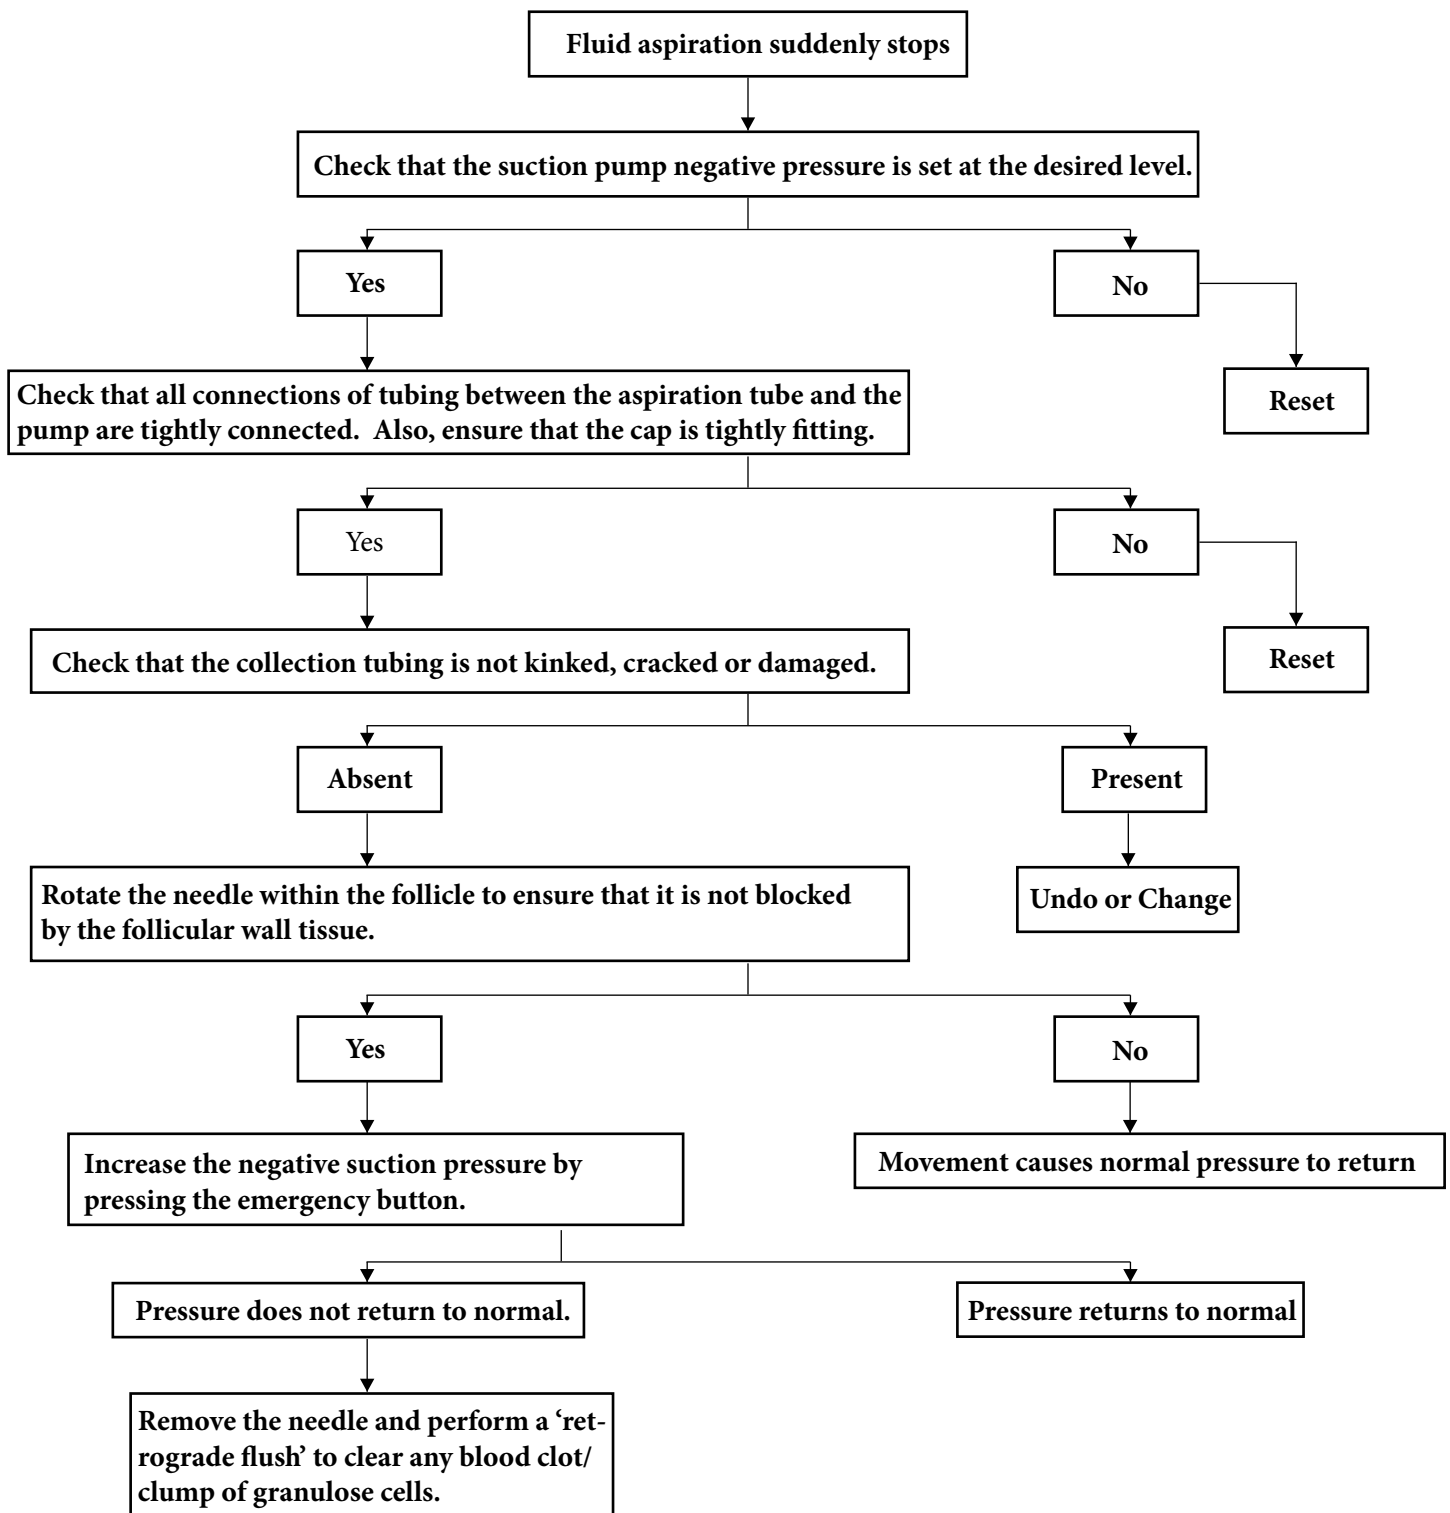 Fluid aspiration suddenly stops
Check that the suction pump negative pressure is set at the desired level.
Yes
No
Check that all connections of tubing between the aspiration tube and the
pump are tightly connected. Also, ensure that the cap is tightly fitting.
Reset
Yes
No
Check that the collection tubing is not kinked, cracked or damaged.
Reset
Absent
Present
Rotate the needle within the follicle to ensure that it is not blocked
by the follicular wall tissue.
Undo or Change
Yes
No
Increase the negative suction pressure by
pressing the emergency button.
Movement causes normal pressure to return
Pressure does not return to normal.
Pressure returns to normal
Remove the needle and perform a ‘ret-
rograde flush’ to clear any blood clot/
clump of granulose cells.